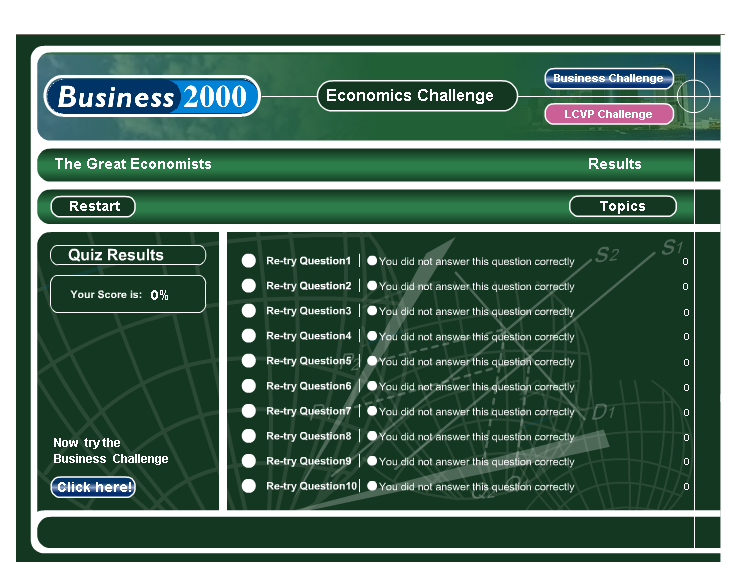 Business 2000
Economics Challenge
Business Challenge
LCVP Challenge
The Great Economists
Results
Restart
Topics
Quiz Results
Your Score is: 0%
Now try the
Business Challenge
Click here!
S2
S1
Re-try Question1 You did not answer this question correctly 0
Re-try Question2 You did not answer this question correctly 0
Re-try Question3 You did not answer this question correctly 0
Re-try Question4 You did not answer this question correctly 0
Re-try Question5 You did not answer this question correctly 0
Re-try Question6 You did not answer this question correctly 0
Re-try Question7 You did not answer this question correctly 0
D1
Re-try Question8 You did not answer this question correctly 0
Re-try Question9 You did not answer this question correctly 0
Re-try Question10 You did not answer this question correctly 0